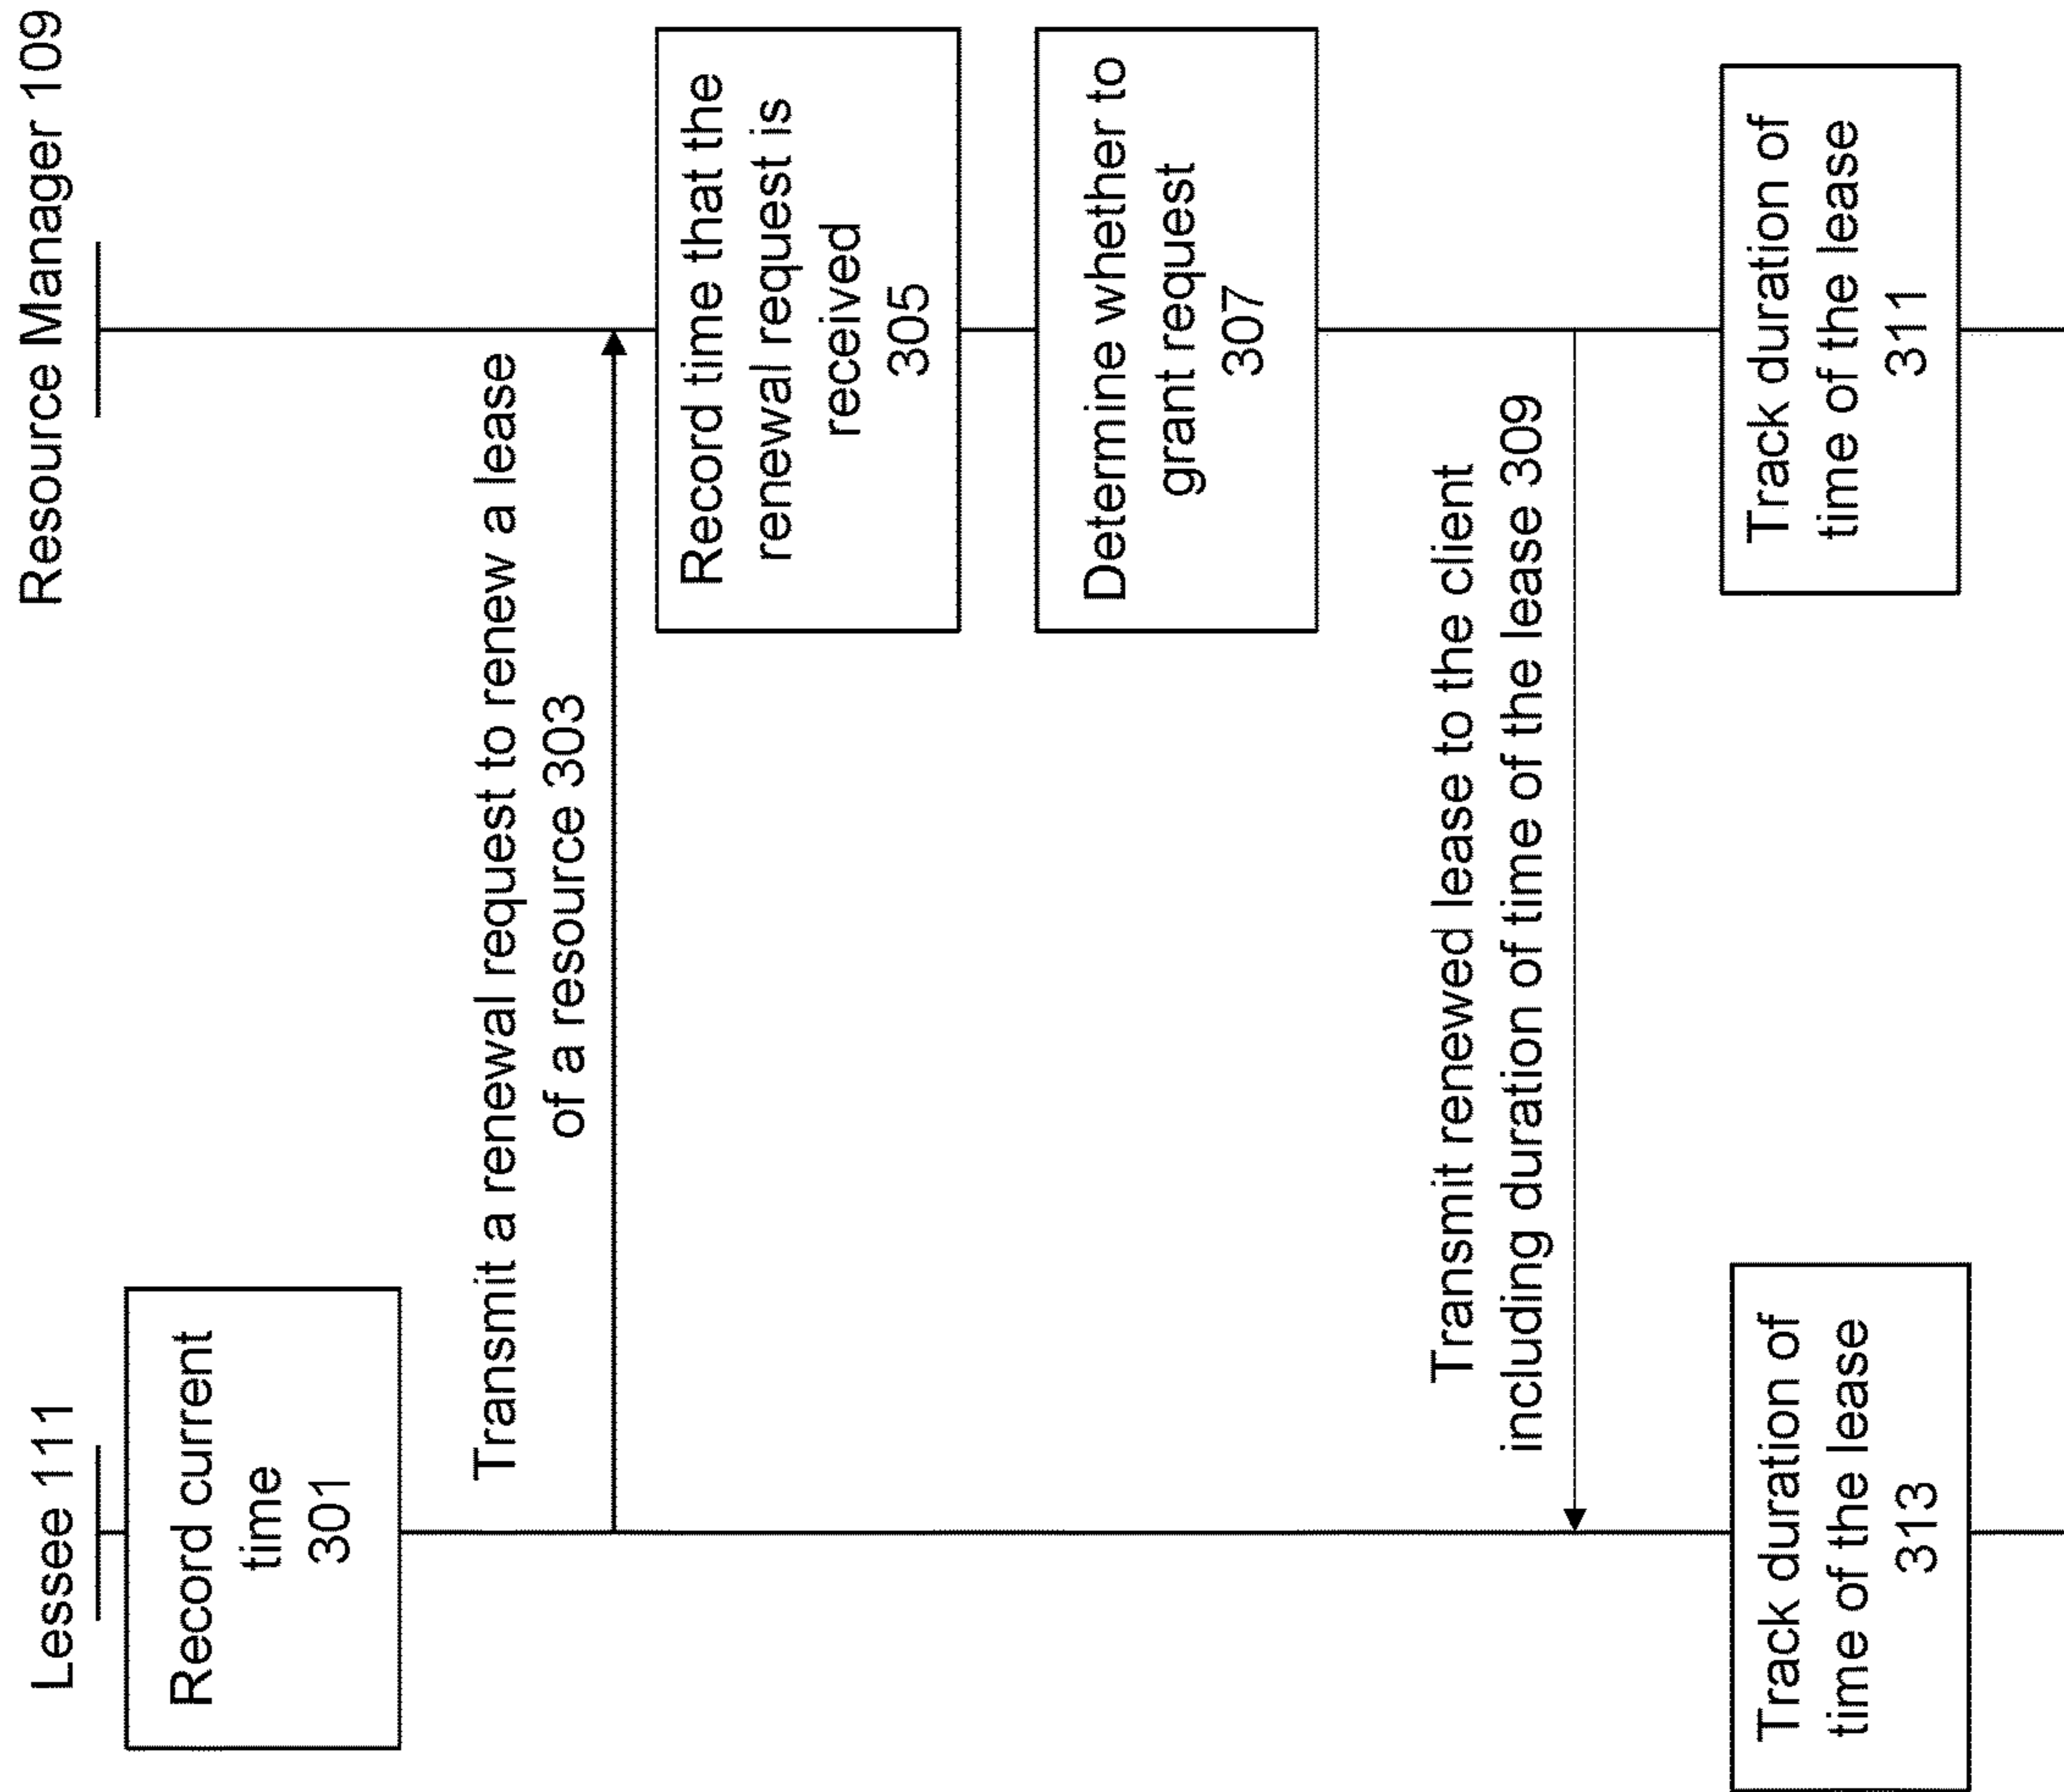 Lessee 111
Resource Manager 109
Record current
time
301
Transmit a renewal request to renew a lease
of a resource 303
Record time that the
renewal request is
received
305
Determine whether to
grant request
307
Transmit renewed lease to the client
including duration of time of the lease 309
Track duration of
time of the lease
311
Track duration of
time of the lease
313